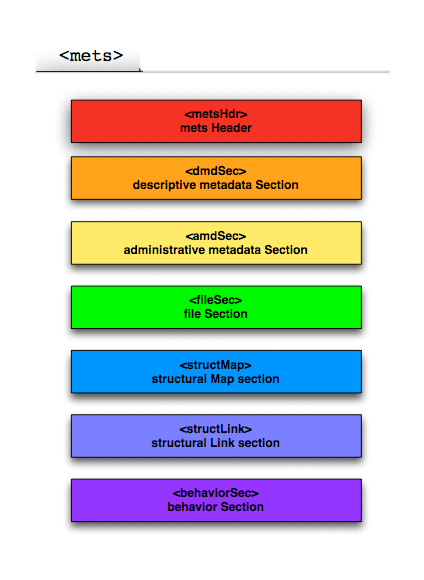 <mets>
<metsHdr>
mets Header
<dmdSec>
descriptive metadata Section
<amdSec>
administrative metadata Section
<fileSec>
file Section
<structMap>
structural Map section
<structLink>
structural Link section
<behaviorSec>
behavior Section